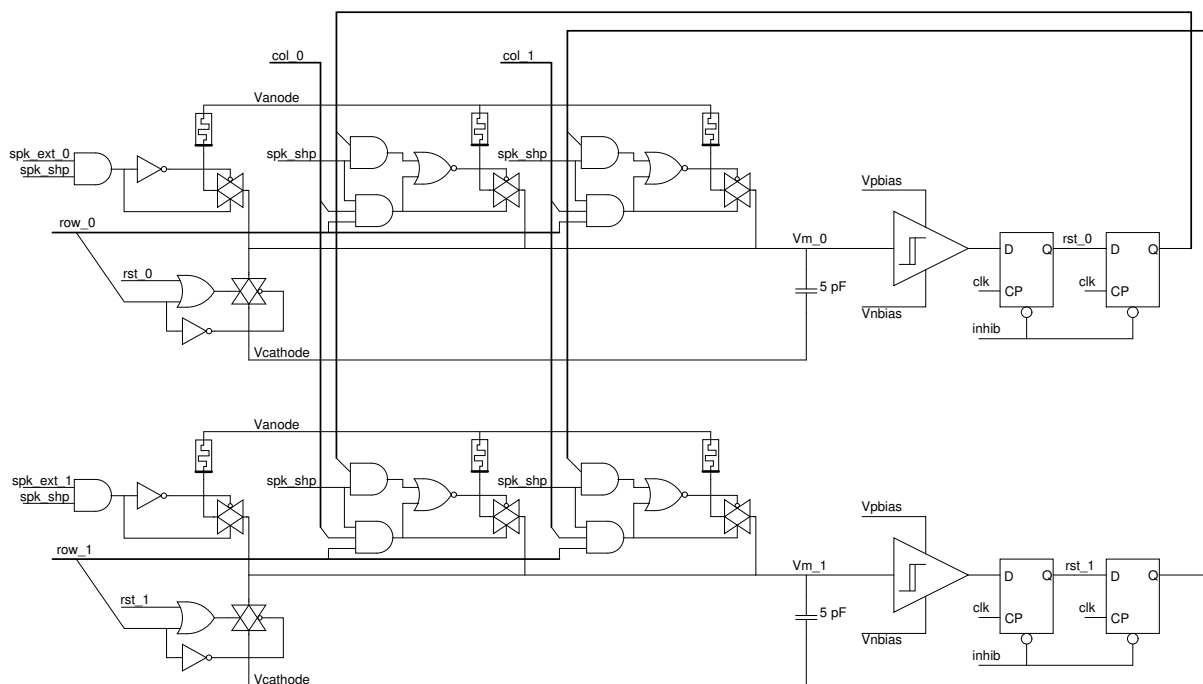 col_0
col_1
Vanode
spk_ext_0
spk_shp
spk_shp
spk_shp
Vpbias
row_0
Vm_0
rst_0
D
Q
rst_0
D
Q
clk
CP
clk
CP
5 pF
Vnbias
inhib
Vcathode
Vanode
spk_ext_1
spk_shp
spk_shp
spk_shp
Vpbias
row_1
Vm_1
rst_1
D
Q
rst_1
D
Q
clk
CP
clk
CP
5 pF
Vnbias
inhib
Vcathode